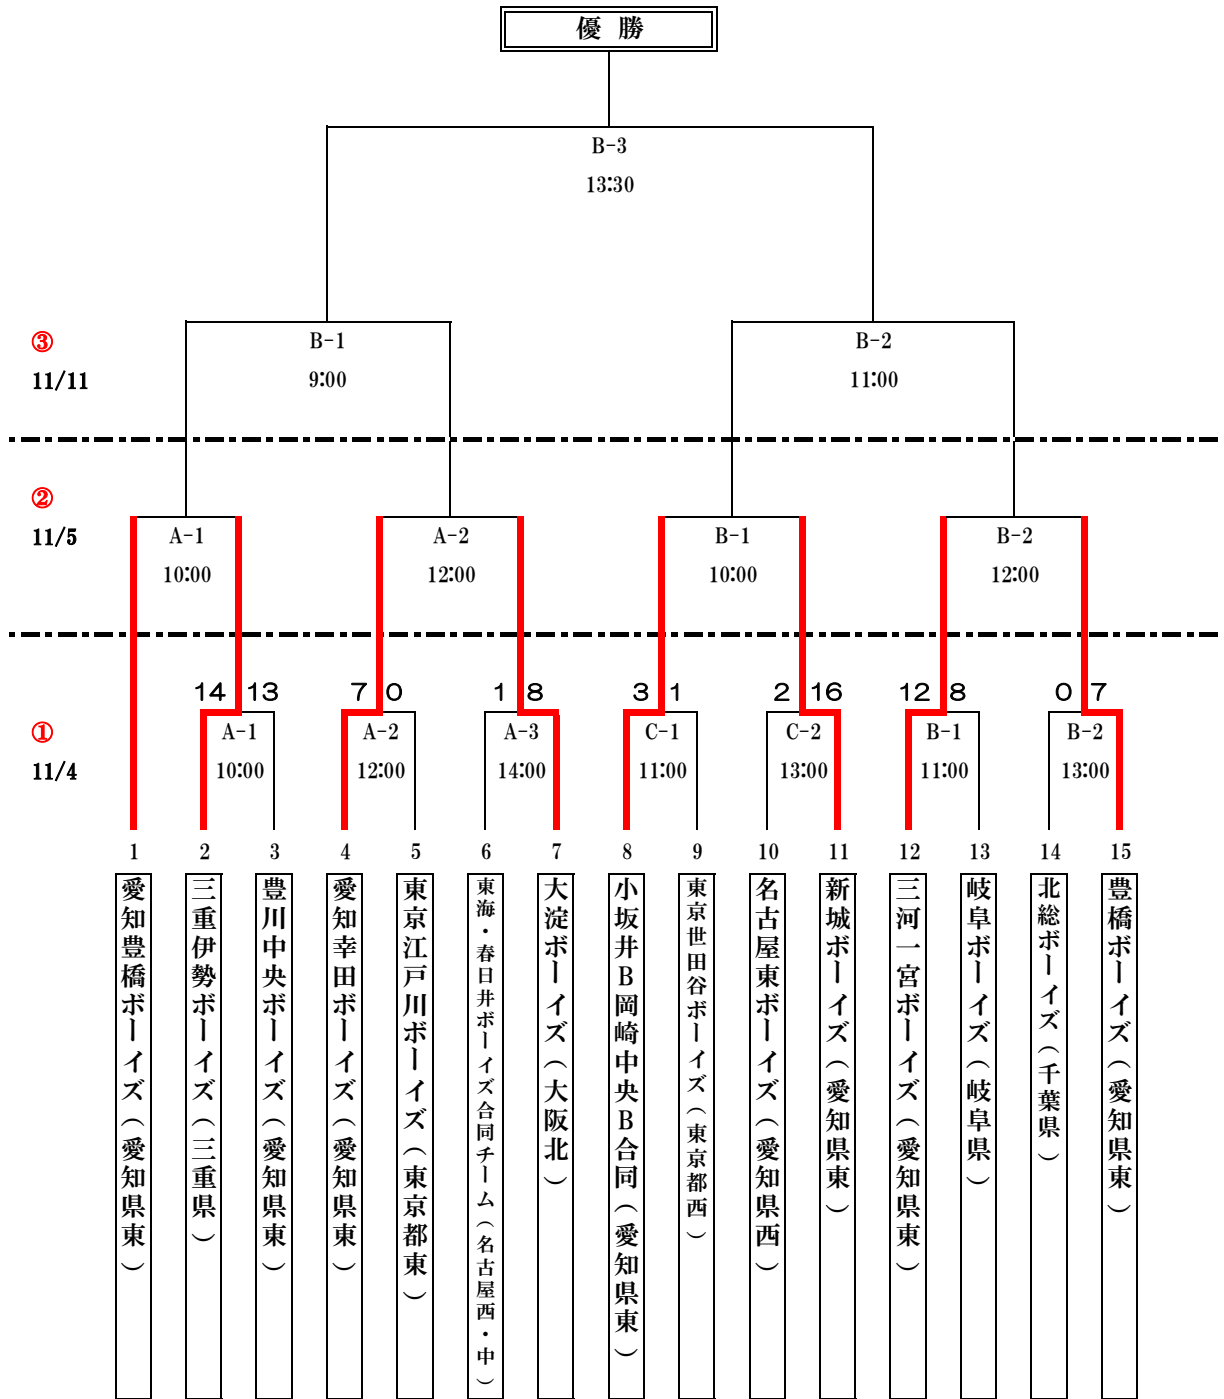 優 勝
B-3
13:30
③
11/11
B-1
9:00
B-2
11:00
②
11/5
A-1
10:00
A-2
12:00
B-1
10:00
B-2
12:00
14 13
7 0
1 8
3 1
2 16
12 8
0 7
①
11/4
A-1
10:00
A-2
12:00
A-3
14:00
C-1
11:00
C-2
13:00
B-1
11:00
B-2
13:00
1
2
3
4
5
6
7
8
9
10
11
12
13
14
15
愛知豊橋ボーイズ(愛知県東)
三重伊勢ボーイズ(三重県)
豊川中央ボーイズ(愛知県東)
愛知幸田ボーイズ(愛知県東)
東京江戸川ボーイズ(東京都東)
東海・春日井ボーイズ合同チーム(名古屋西・中)
大淀ボーイズ(大阪北)
小坂井B岡崎中央B合同(愛知県東)
東京世田谷ボーイズ(東京都西)
名古屋東ボーイズ(愛知県西)
新城ボーイズ(愛知県東)
三河一宮ボーイズ(愛知県東)
岐阜ボーイズ(岐阜県)
北総ボーイズ(千葉県)
豊橋ボーイズ(愛知県東)